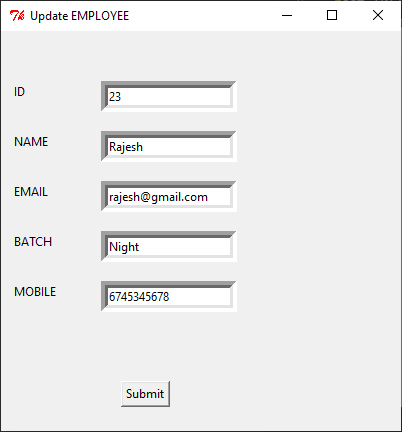 Update EMPLOYEE
ID 23
NAME Rajesh
EMAIL rajesh@gmail.com
BATCH Night
MOBILE 6745345678
Submit